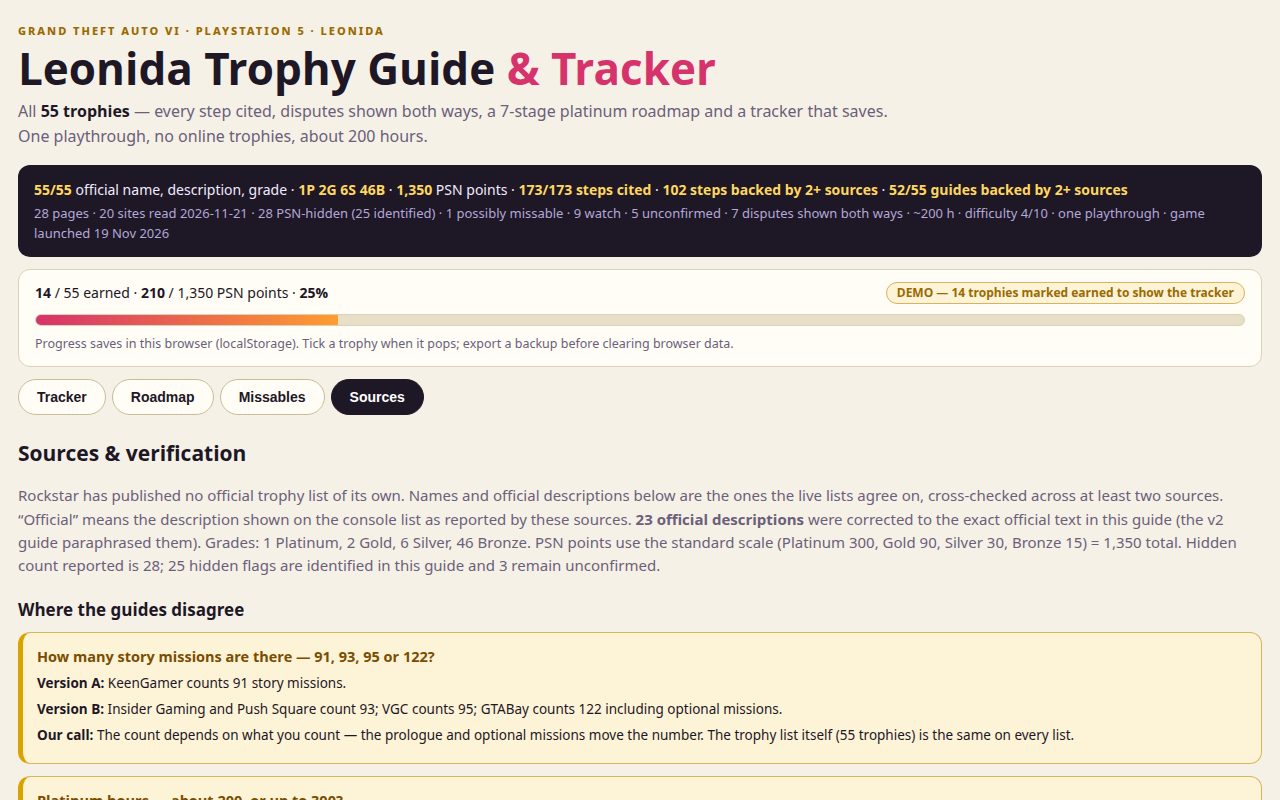 GRAND THEFT AUTO VI · PLAYSTATION 5 · LEONIDA
Leonida Trophy Guide & Tracker
All 55 trophies — every step cited, disputes shown both ways, a 7-stage platinum roadmap and a tracker that saves.
One playthrough, no online trophies, about 200 hours.
55/55 official name, description, grade · 1P 2G 6S 46B · 1,350 PSN points · 173/173 steps cited · 102 steps backed by 2+ sources · 52/55 guides backed by 2+ sources
28 pages · 20 sites read 2026-11-21 · 28 PSN-hidden (25 identified) · 1 possibly missable · 9 watch · 5 unconfirmed · 7 disputes shown both ways · ~200 h · difficulty 4/10 · one playthrough · game
launched 19 Nov 2026
14 / 55 earned · 210 / 1,350 PSN points · 25%
DEMO — 14 trophies marked earned to show the tracker
Progress saves in this browser (localStorage). Tick a trophy when it pops; export a backup before clearing browser data.
Tracker
Roadmap
Missables
Sources
Sources & verification
Rockstar has published no official trophy list of its own. Names and official descriptions below are the ones the live lists agree on, cross-checked across at least two sources.
“Official” means the description shown on the console list as reported by these sources. 23 official descriptions were corrected to the exact official text in this guide (the v2
guide paraphrased them). Grades: 1 Platinum, 2 Gold, 6 Silver, 46 Bronze. PSN points use the standard scale (Platinum 300, Gold 90, Silver 30, Bronze 15) = 1,350 total. Hidden
count reported is 28; 25 hidden flags are identified in this guide and 3 remain unconfirmed.
Where the guides disagree
How many story missions are there — 91, 93, 95 or 122?
Version A: KeenGamer counts 91 story missions.
Version B: Insider Gaming and Push Square count 93; VGC counts 95; GTABay counts 122 including optional missions.
Our call: The count depends on what you count — the prologue and optional missions move the number. The trophy list itself (55 trophies) is the same on every list.
Platinum hours — about 200, or up to 300?